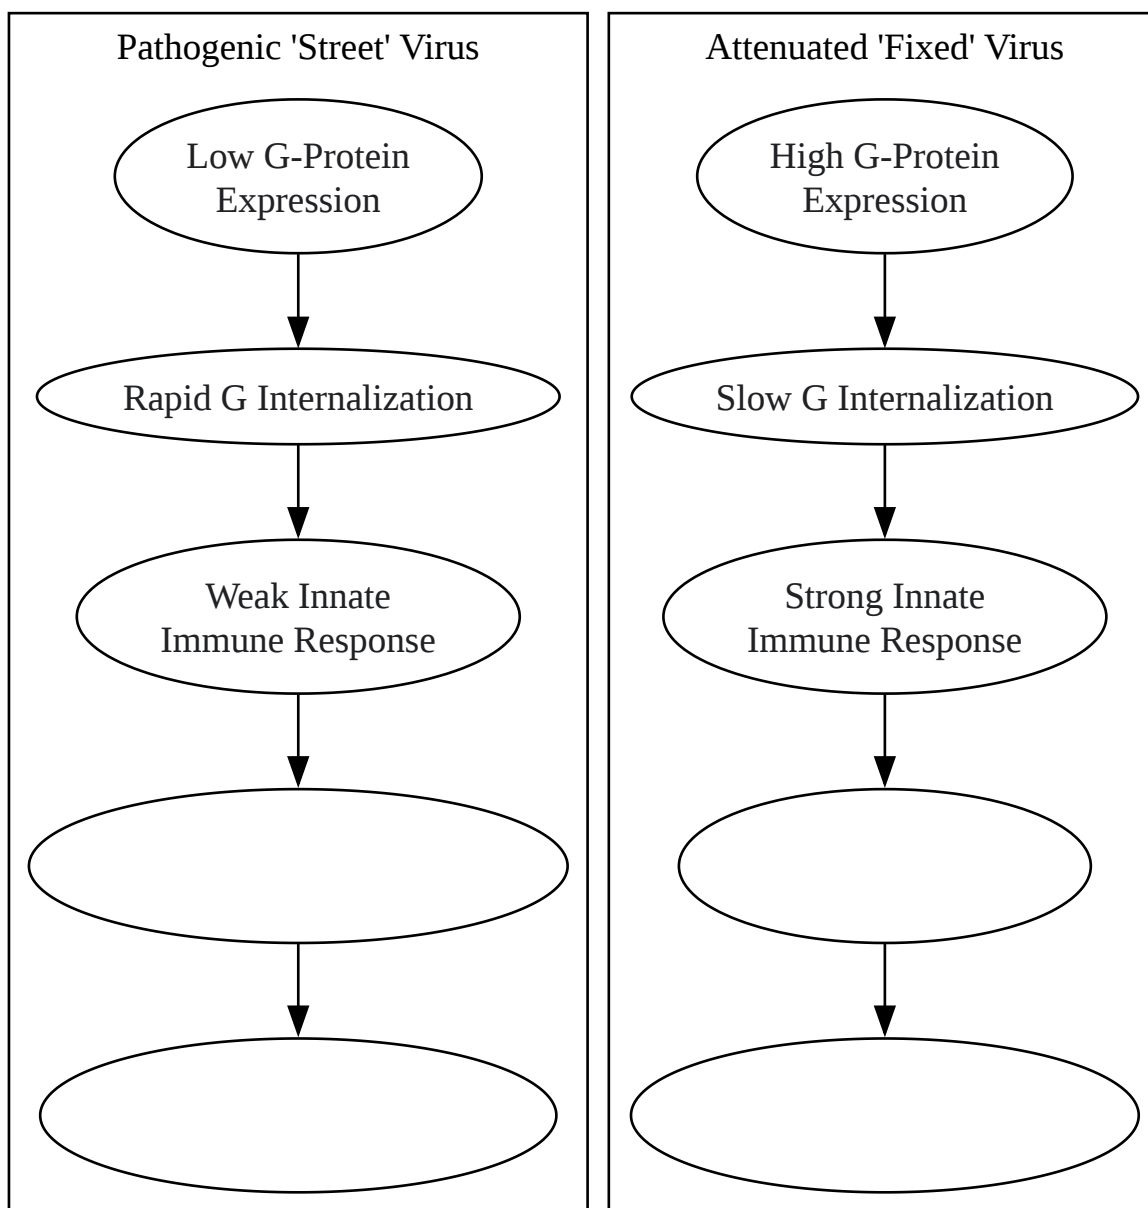 Pathogenic 'Street' Virus
Low G-Protein
Expression
Rapid G Internalization
Weak Innate
Immune Response
Attenuated 'Fixed' Virus
High G-Protein
Expression
Slow G Internalization
Strong Innate
Immune Response